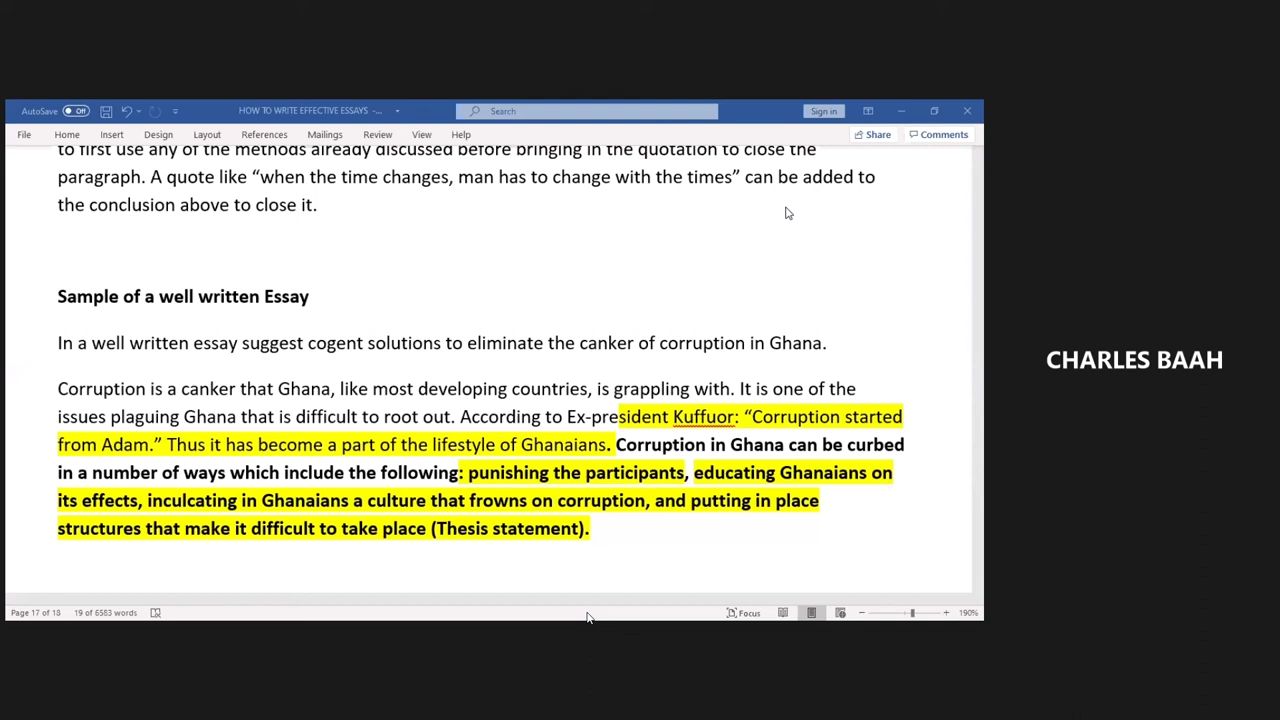 AutoSave Off HOW TO WRITE EFFECTIVE ESSAYS -... Search Sign in
File Home Insert Design Layout References Mailings Review View Help Share Comments
to first use any of the methods already discussed before bringing in the quotation to close the
paragraph. A quote like “when the time changes, man has to change with the times” can be added to
the conclusion above to close it.
Sample of a well written Essay
In a well written essay suggest cogent solutions to eliminate the canker of corruption in Ghana.
Corruption is a canker that Ghana, like most developing countries, is grappling with. It is one of the
issues plaguing Ghana that is difficult to root out. According to Ex-president Kuffuor: “Corruption started
from Adam.” Thus it has become a part of the lifestyle of Ghanaians. Corruption in Ghana can be curbed
in a number of ways which include the following: punishing the participants, educating Ghanaians on
its effects, inculcating in Ghanaians a culture that frowns on corruption, and putting in place
structures that make it difficult to take place (Thesis statement).
Page 17 of 18 19 of 6583 words Focus 190%
CHARLES BAAH